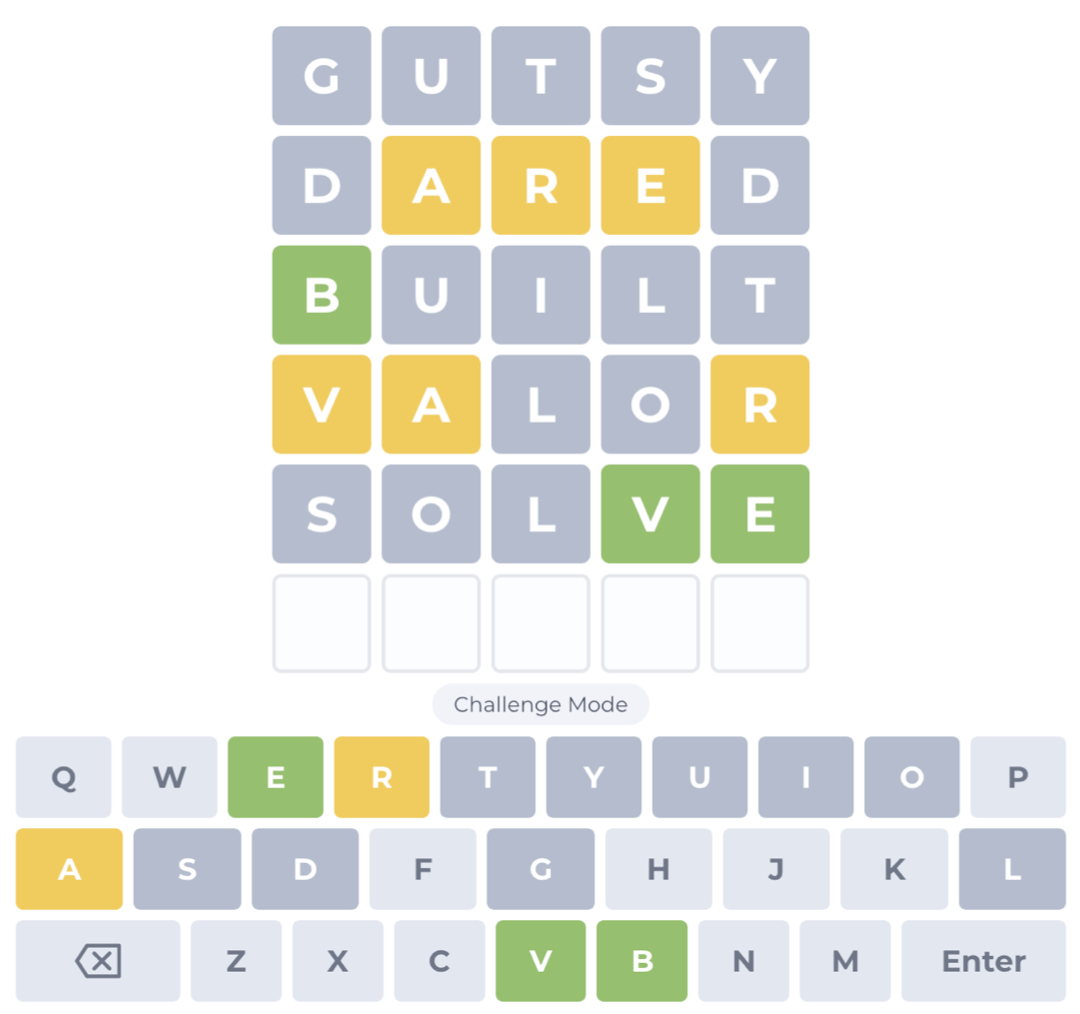 G U T S Y
D A R E D
B U I L T
V A L O R
S O L V E
Challenge Mode
Q W E R T Y U I O P
A S D F G H J K L
Z X C V B N M Enter